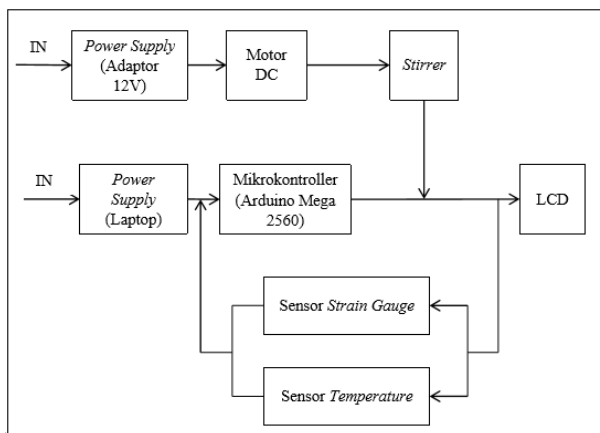 IN
Power Supply
(Adaptor
12V)
Motor
DC
Stirrer
IN
Power
Supply
(Laptop)
Mikrokontroller
(Arduino Mega
2560)
LCD
Sensor Strain Gauge
Sensor Temperature